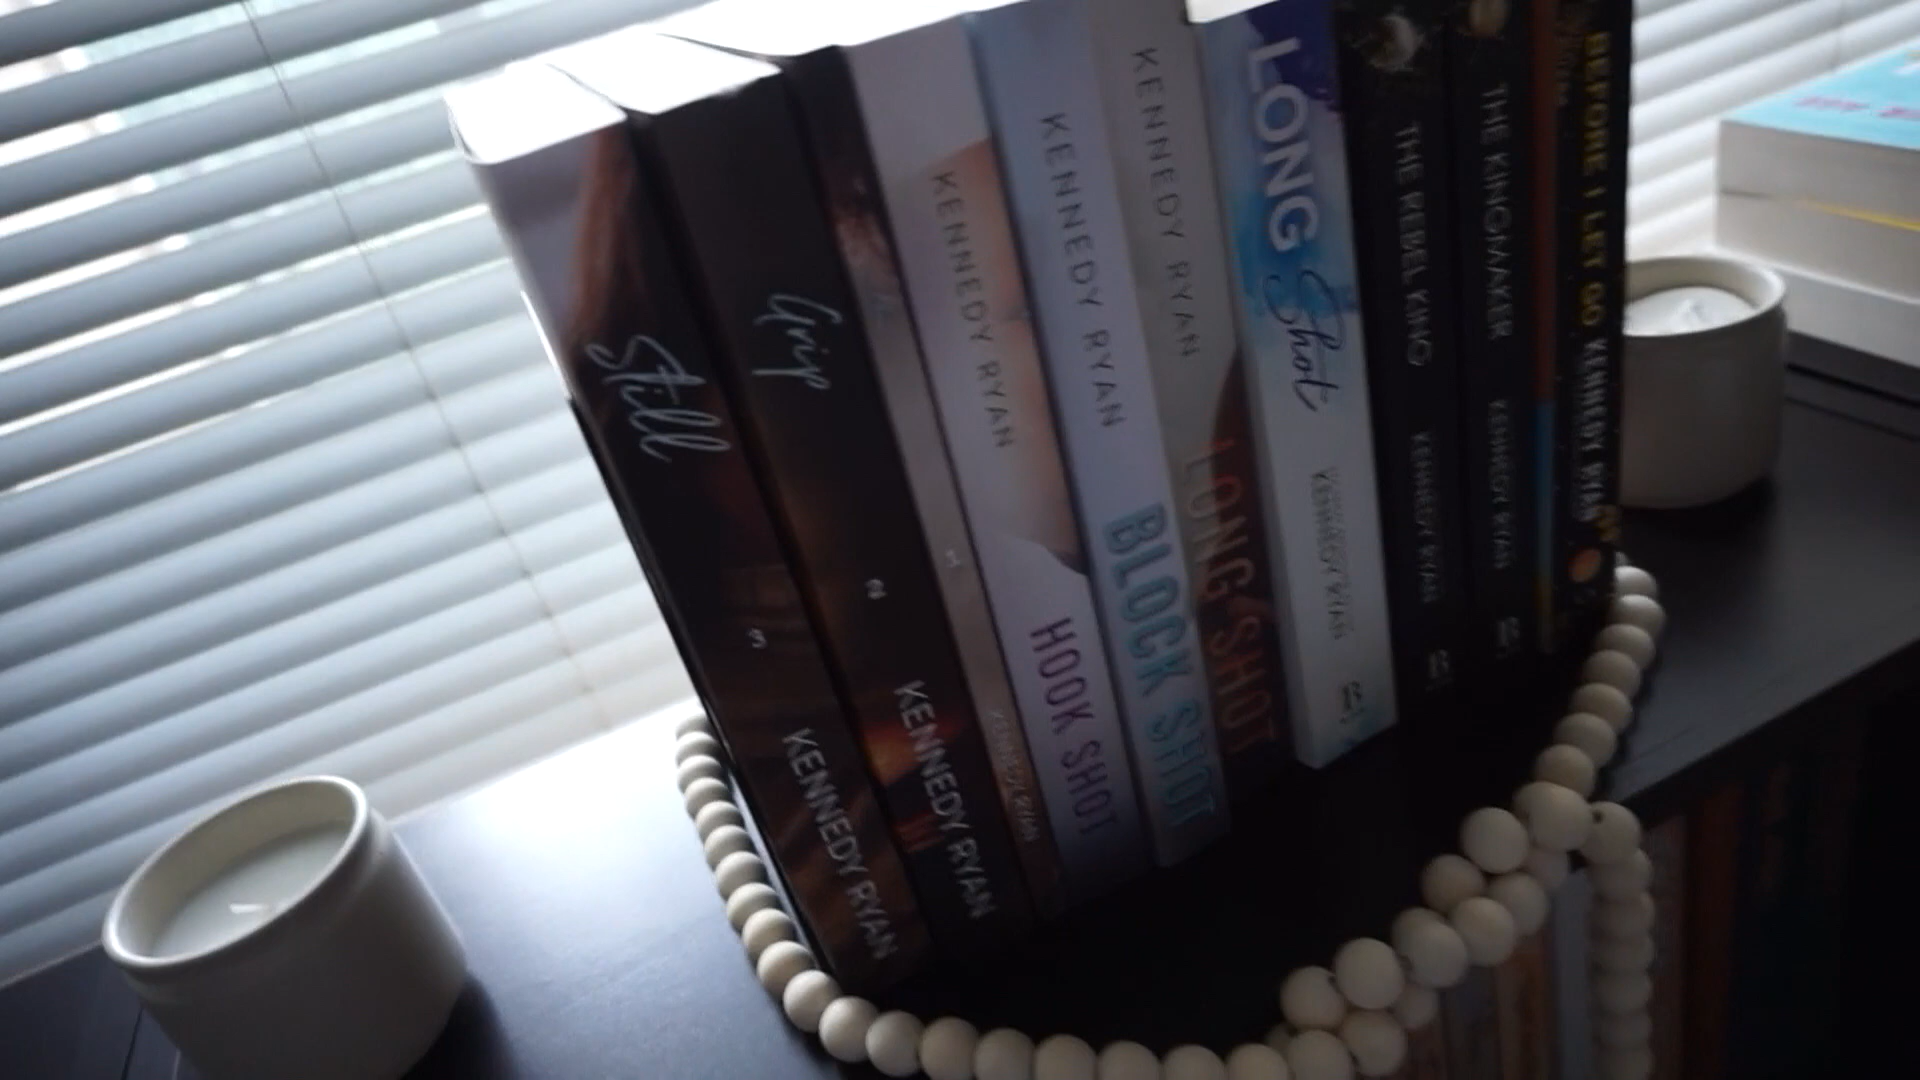 Still 3 KENNEDY RYAN
Grip 2 KENNEDY RYAN
1 KENNEDY RYAN
KENNEDY RYAN HOOK SHOT
KENNEDY RYAN BLOCK SHOT
KENNEDY RYAN LONG SHOT
LONG Shot KENNEDY RYAN B
THE REBEL KING KENNEDY RYAN B
THE KINGMAKER KENNEDY RYAN B
BEFORE I LET GO KENNEDY RYAN